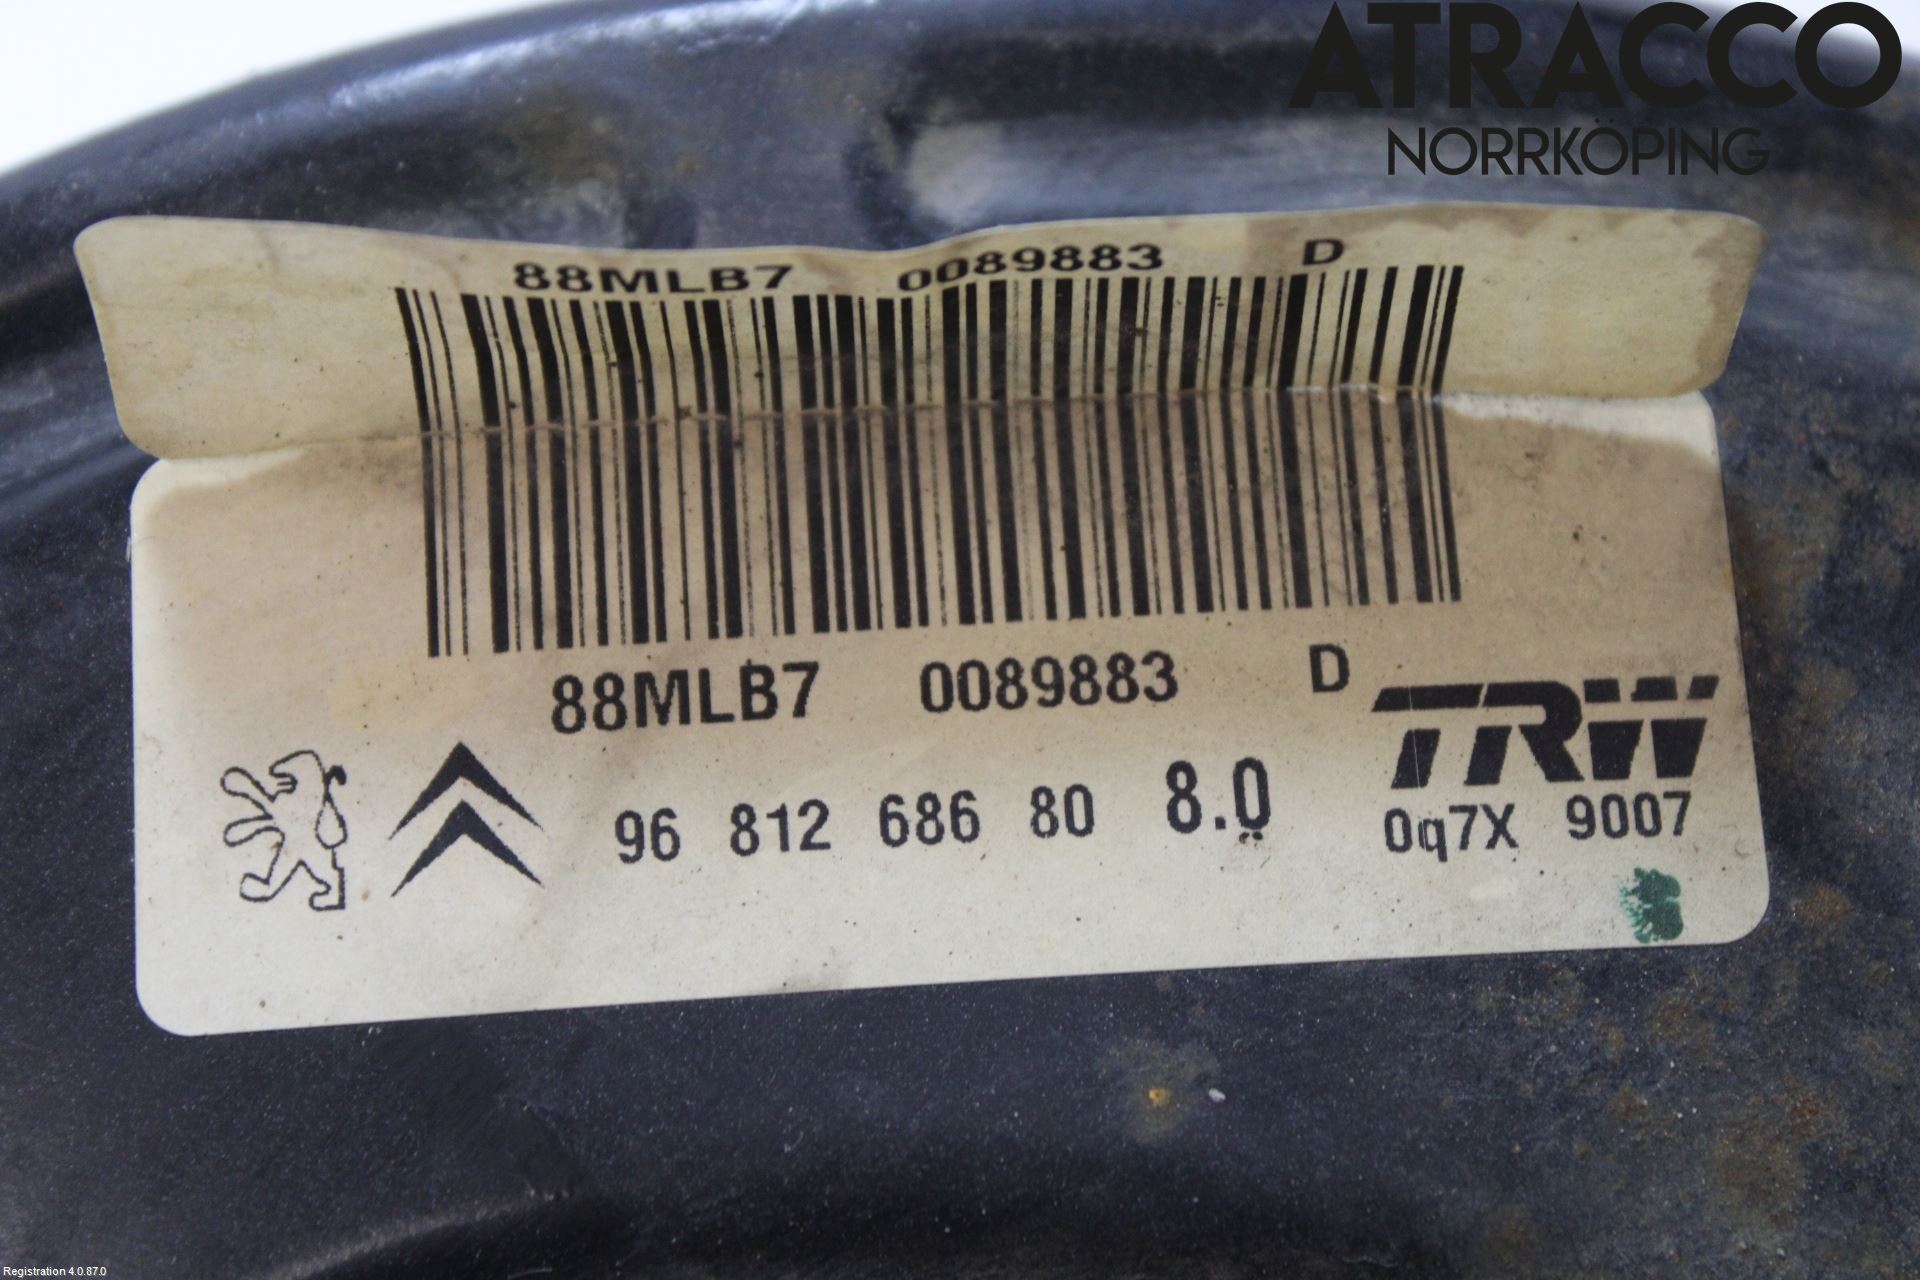 ATRACCO
NORRKÖPING
88MLB7 0089883 D
88MLB7 0089883 D
TRW
96 812 686 80 8.0
0q7X 9007
Registration 4.0.87.0